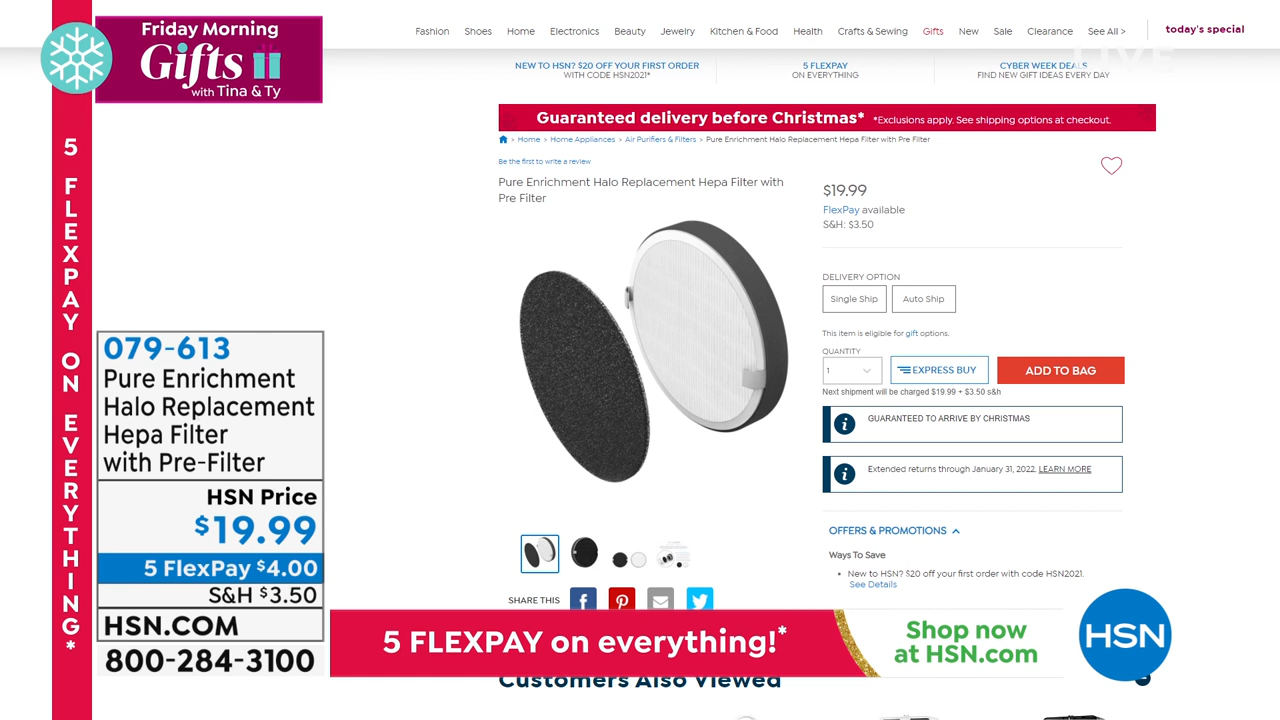 Friday Morning
Gifts
with Tina & Ty
5 FLEXPAY ON EVERYTHING*
079-613
Pure Enrichment
Halo Replacement
Hepa Filter
with Pre-Filter
HSN Price
$19.99
5 FlexPay $4.00
S&H $3.50
HSN.COM
800-284-3100
Fashion Shoes Home Electronics Beauty Jewelry Kitchen & Food Health Crafts & Sewing Gifts New Sale Clearance See All > today's special
LIVE
NEW TO HSN? $20 OFF YOUR FIRST ORDER
WITH CODE HSN2021*
5 FLEXPAY
ON EVERYTHING
CYBER WEEK DEALS
FIND NEW GIFT IDEAS EVERY DAY
Guaranteed delivery before Christmas* *Exclusions apply. See shipping options at checkout.
> Home > Home Appliances > Air Purifiers & Filters > Pure Enrichment Halo Replacement Hepa Filter with Pre Filter
Be the first to write a review
Pure Enrichment Halo Replacement Hepa Filter with
Pre Filter
$19.99
FlexPay available
S&H: $3.50
DELIVERY OPTION
Single Ship Auto Ship
This item is eligible for gift options.
QUANTITY
1 EXPRESS BUY ADD TO BAG
Next shipment will be charged $19.99 + $3.50 s&h
i GUARANTEED TO ARRIVE BY CHRISTMAS
i Extended returns through January 31, 2022. LEARN MORE
OFFERS & PROMOTIONS
Ways To Save
• New to HSN? $20 off your first order with code HSN2021.
See Details
SHARE THIS
5 FLEXPAY on everything!*
Shop now
at HSN.com
HSN
Customers Also Viewed